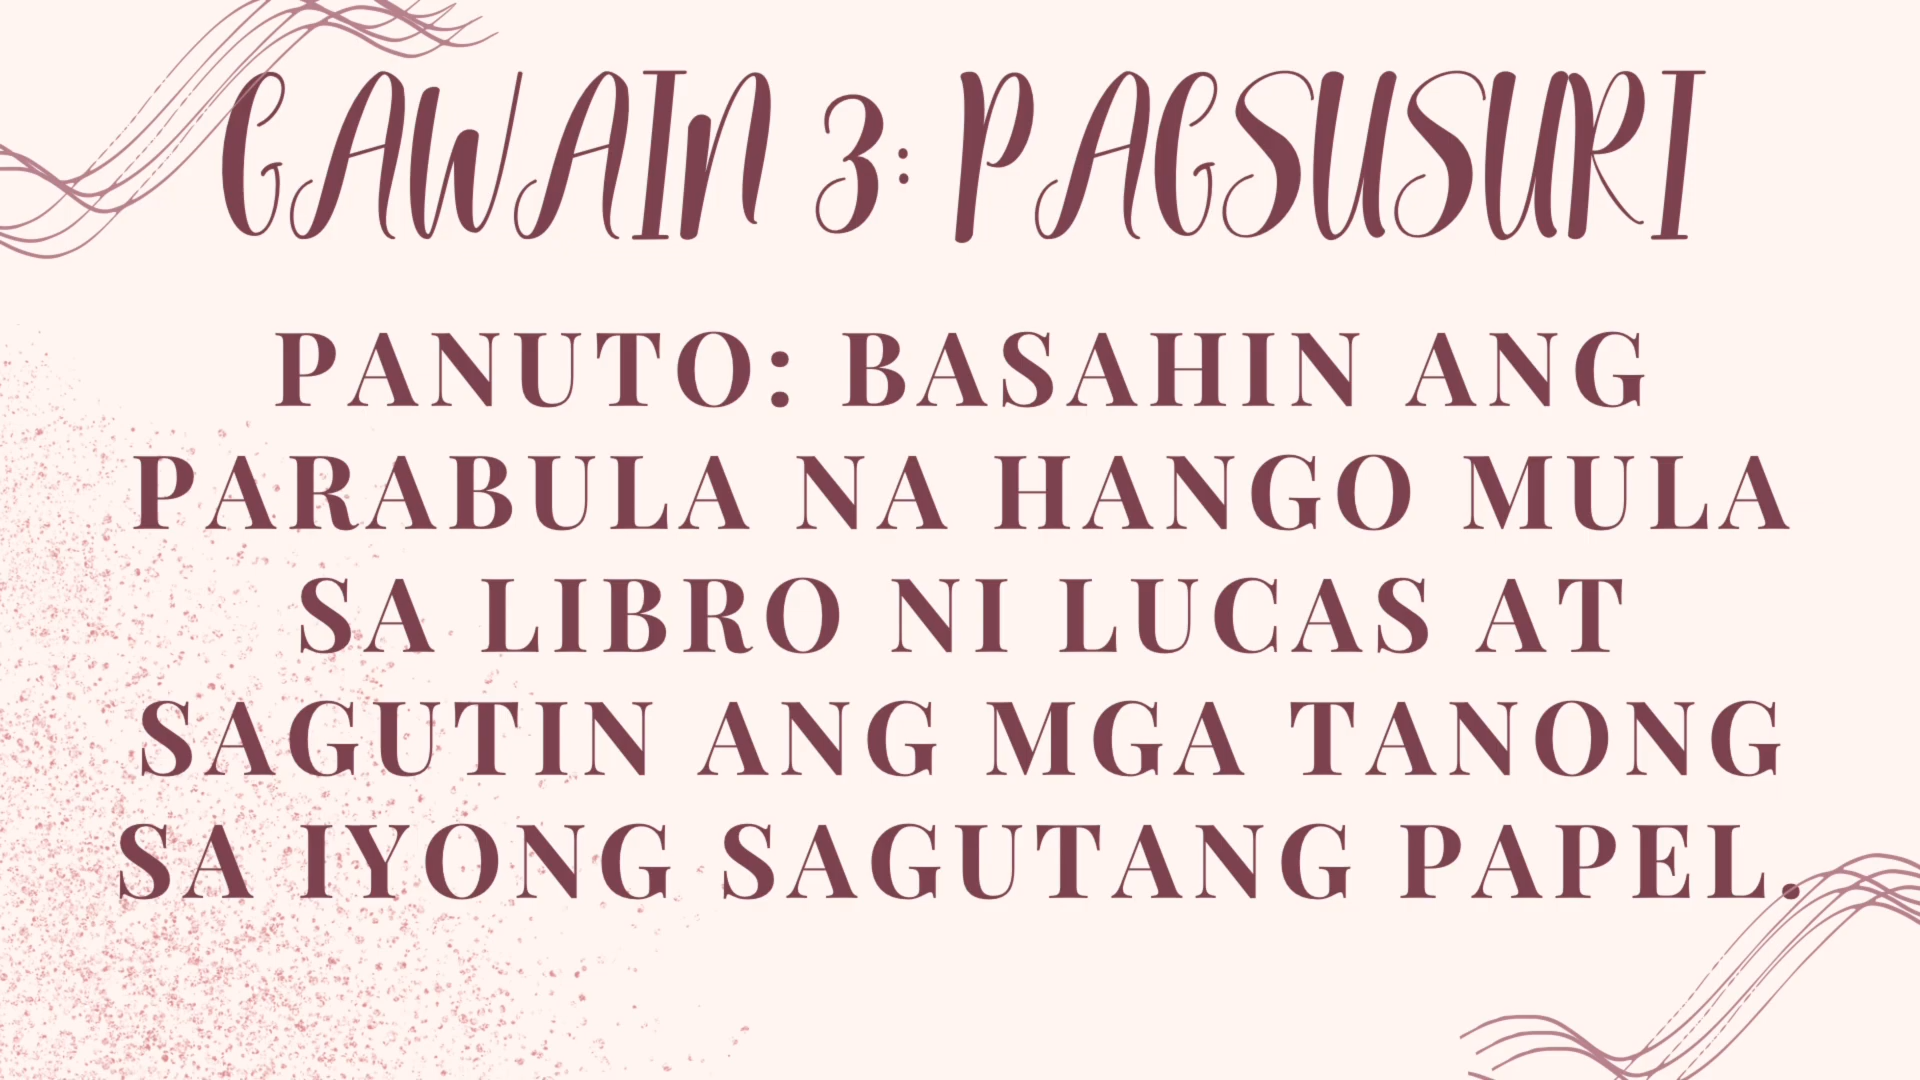 GAWAIN 3: PAGSUSURI
PANUTO: BASAHIN ANG
PARABULA NA HANGO MULA
SA LIBRO NI LUCAS AT
SAGUTIN ANG MGA TANONG
SA IYONG SAGUTANG PAPEL.